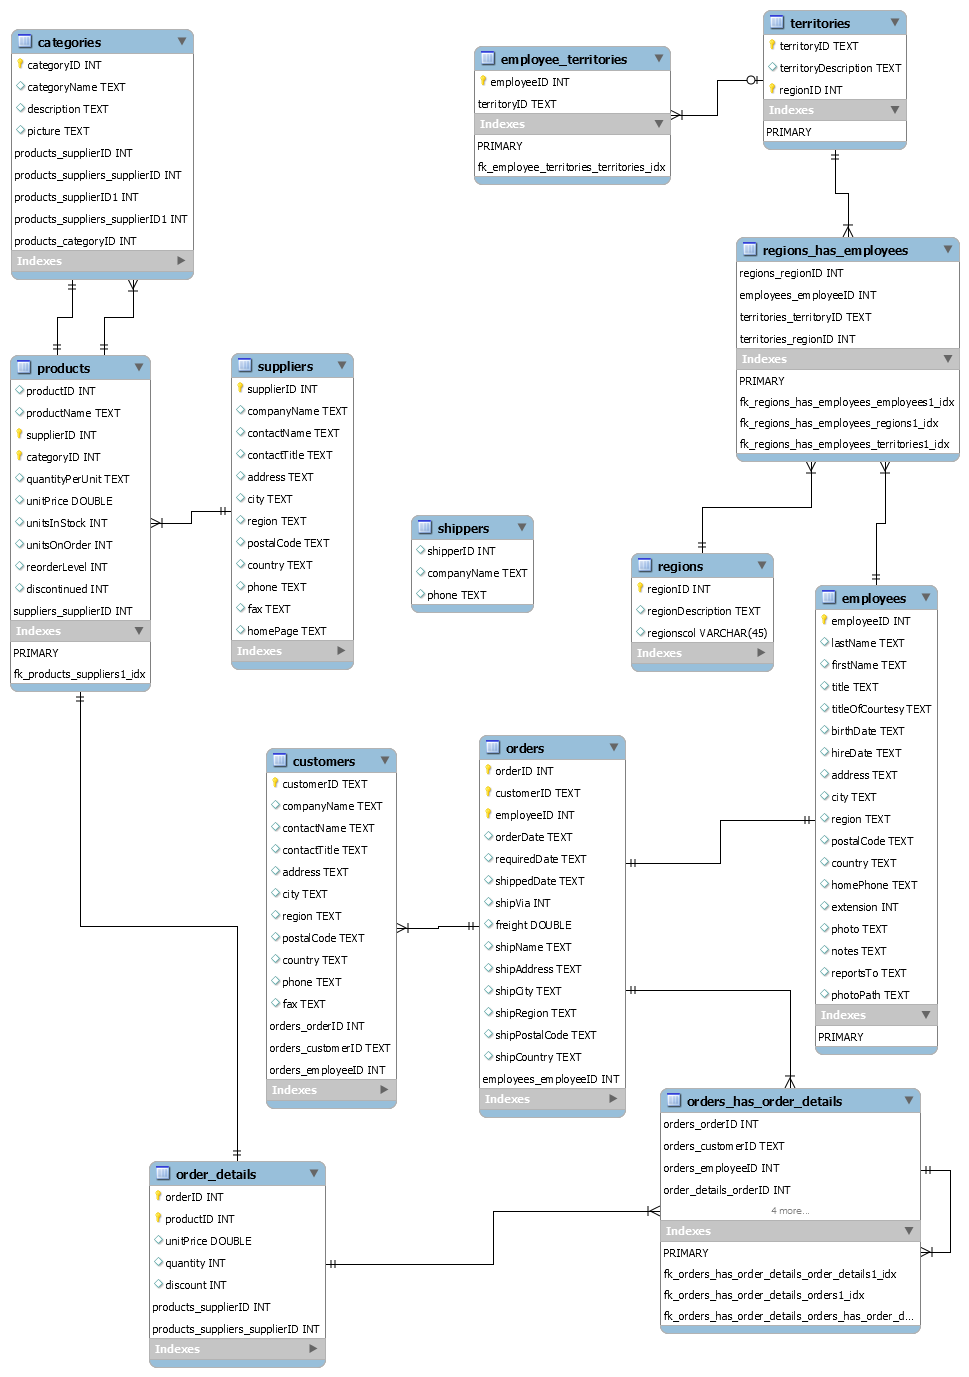 categories
categoryID INT
categoryName TEXT
description TEXT
picture TEXT
products_supplierID INT
products_suppliers_supplierID INT
products_supplierID1 INT
products_suppliers_supplierID1 INT
products_categoryID INT
Indexes
employee_territories
employeeID INT
territoryID TEXT
Indexes
PRIMARY
fk_employee_territories_territories_idx
territories
territoryID TEXT
territoryDescription TEXT
regionID INT
Indexes
PRIMARY
regions_has_employees
regions_regionID INT
employees_employeeID INT
territories_territoryID TEXT
territories_regionID INT
Indexes
PRIMARY
fk_regions_has_employees_employees1_idx
fk_regions_has_employees_regions1_idx
fk_regions_has_employees_territories1_idx
products
productID INT
productName TEXT
supplierID INT
categoryID INT
quantityPerUnit TEXT
unitPrice DOUBLE
unitsInStock INT
unitsOnOrder INT
reorderLevel INT
discontinued INT
suppliers_supplierID INT
Indexes
PRIMARY
fk_products_suppliers1_idx
suppliers
supplierID INT
companyName TEXT
contactName TEXT
contactTitle TEXT
address TEXT
city TEXT
region TEXT
postalCode TEXT
country TEXT
phone TEXT
fax TEXT
homePage TEXT
Indexes
shippers
shipperID INT
companyName TEXT
phone TEXT
regions
regionID INT
regionDescription TEXT
regionscol VARCHAR(45)
Indexes
employees
employeeID INT
lastName TEXT
firstName TEXT
title TEXT
titleOfCourtesy TEXT
birthDate TEXT
hireDate TEXT
address TEXT
city TEXT
region TEXT
postalCode TEXT
country TEXT
homePhone TEXT
extension INT
photo TEXT
notes TEXT
reportsTo TEXT
photoPath TEXT
Indexes
PRIMARY
customers
customerID TEXT
companyName TEXT
contactName TEXT
contactTitle TEXT
address TEXT
city TEXT
region TEXT
postalCode TEXT
country TEXT
phone TEXT
fax TEXT
orders_orderID INT
orders_customerID TEXT
orders_employeeID INT
Indexes
orders
orderID INT
customerID TEXT
employeeID INT
orderDate TEXT
requiredDate TEXT
shippedDate TEXT
shipVia INT
freight DOUBLE
shipName TEXT
shipAddress TEXT
shipCity TEXT
shipRegion TEXT
shipPostalCode TEXT
shipCountry TEXT
employees_employeeID INT
Indexes
orders_has_order_details
orders_orderID INT
orders_customerID TEXT
orders_employeeID INT
order_details_orderID INT
4 more...
Indexes
PRIMARY
fk_orders_has_order_details_order_details1_idx
fk_orders_has_order_details_orders1_idx
fk_orders_has_order_details_orders_has_order_d...
order_details
orderID INT
productID INT
unitPrice DOUBLE
quantity INT
discount INT
products_supplierID INT
products_suppliers_supplierID INT
Indexes